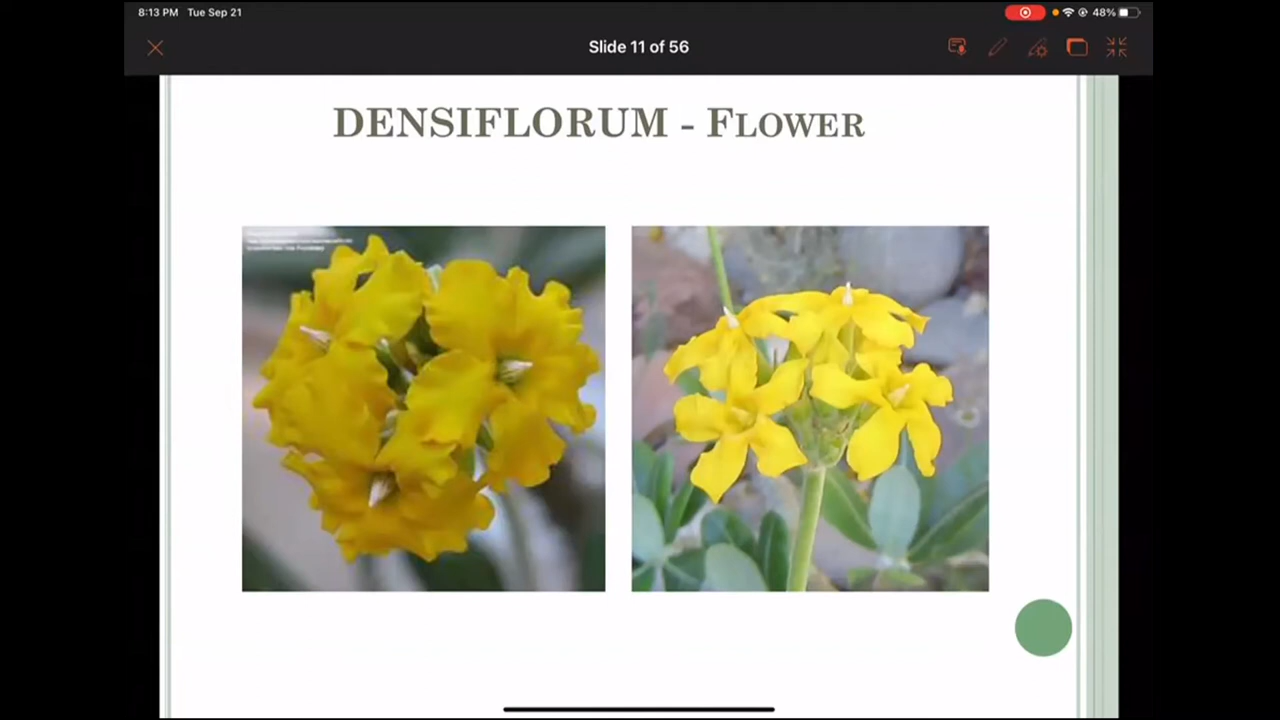 8:13 PM Tue Sep 21
48%
Slide 11 of 56
DENSIFLORUM - FLOWER